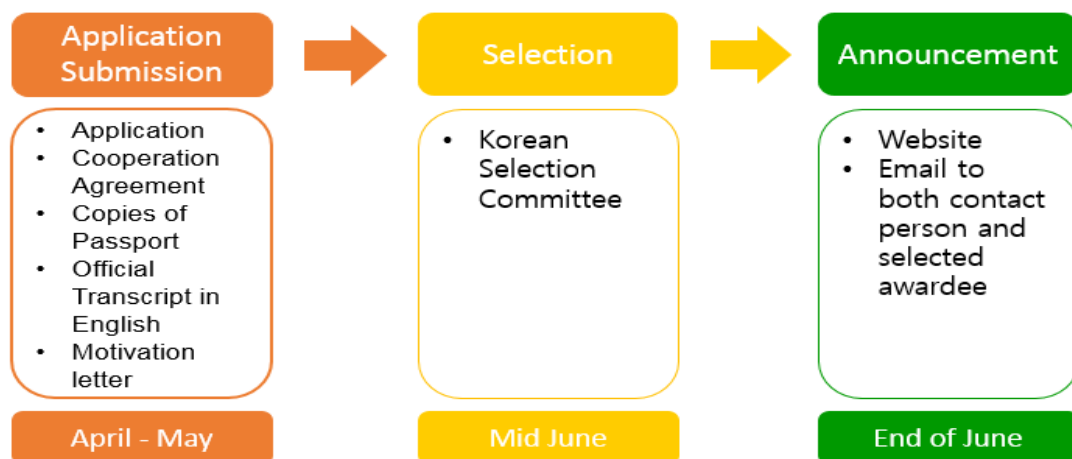 Application
Submission
• Application
• Cooperation
Agreement
• Copies of
Passport
• Official
Transcript in
English
• Motivation
letter
April - May
Selection
• Korean
Selection
Committee
Mid June
Announcement
• Website
• Email to
both contact
person and
selected
awardee
End of June